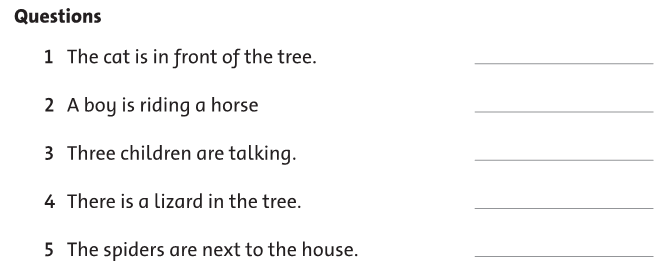 Questions
1 The cat is in front of the tree.
2 A boy is riding a horse
3 Three children are talking.
4 There is a lizard in the tree.
5 The spiders are next to the house.